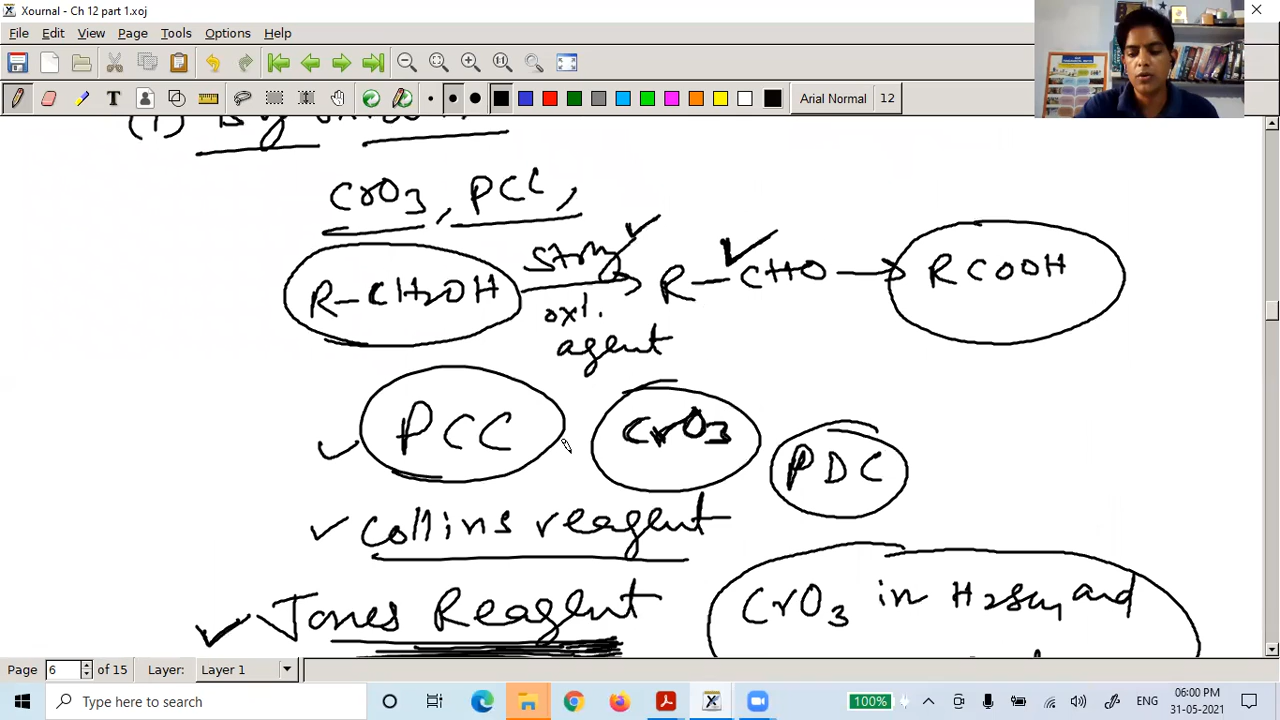 Xournal - Ch 12 part 1.xoj
File Edit View Page Tools Options Help
Arial Normal 12
(1) By
CrO3, PCC,
R-CH2OH strong oxi. agent R-CHO RCOOH
PCC CrO3 PDC
Collins reagent
Jones Reagent CrO3 in H2SO4 and
Page 6 of 15 Layer: Layer 1
Type here to search 100% ENG 06:00 PM
31-05-2021